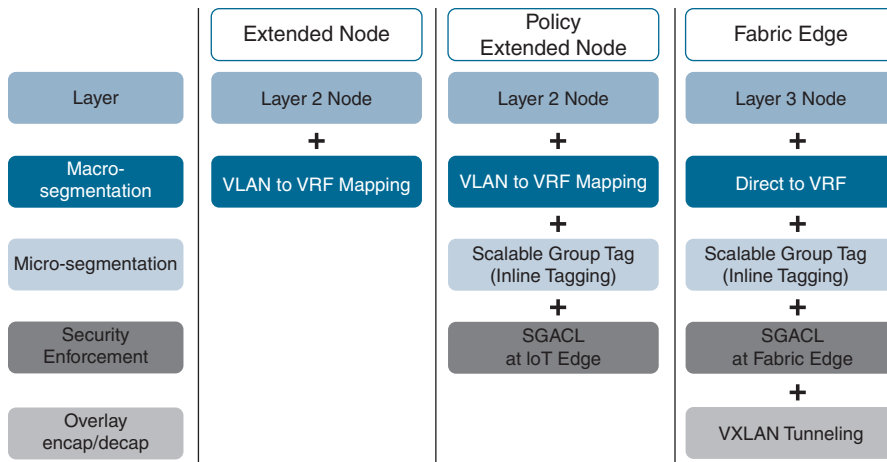 Extended Node
Policy
Extended Node
Fabric Edge
Layer
Layer 2 Node
Layer 2 Node
Layer 3 Node
+
+
+
Macro-
segmentation
VLAN to VRF Mapping
VLAN to VRF Mapping
Direct to VRF
+
+
Micro-segmentation
Scalable Group Tag
(Inline Tagging)
Scalable Group Tag
(Inline Tagging)
+
+
Security
Enforcement
SGACL
at IoT Edge
SGACL
at Fabric Edge
+
Overlay
encap/decap
VXLAN Tunneling